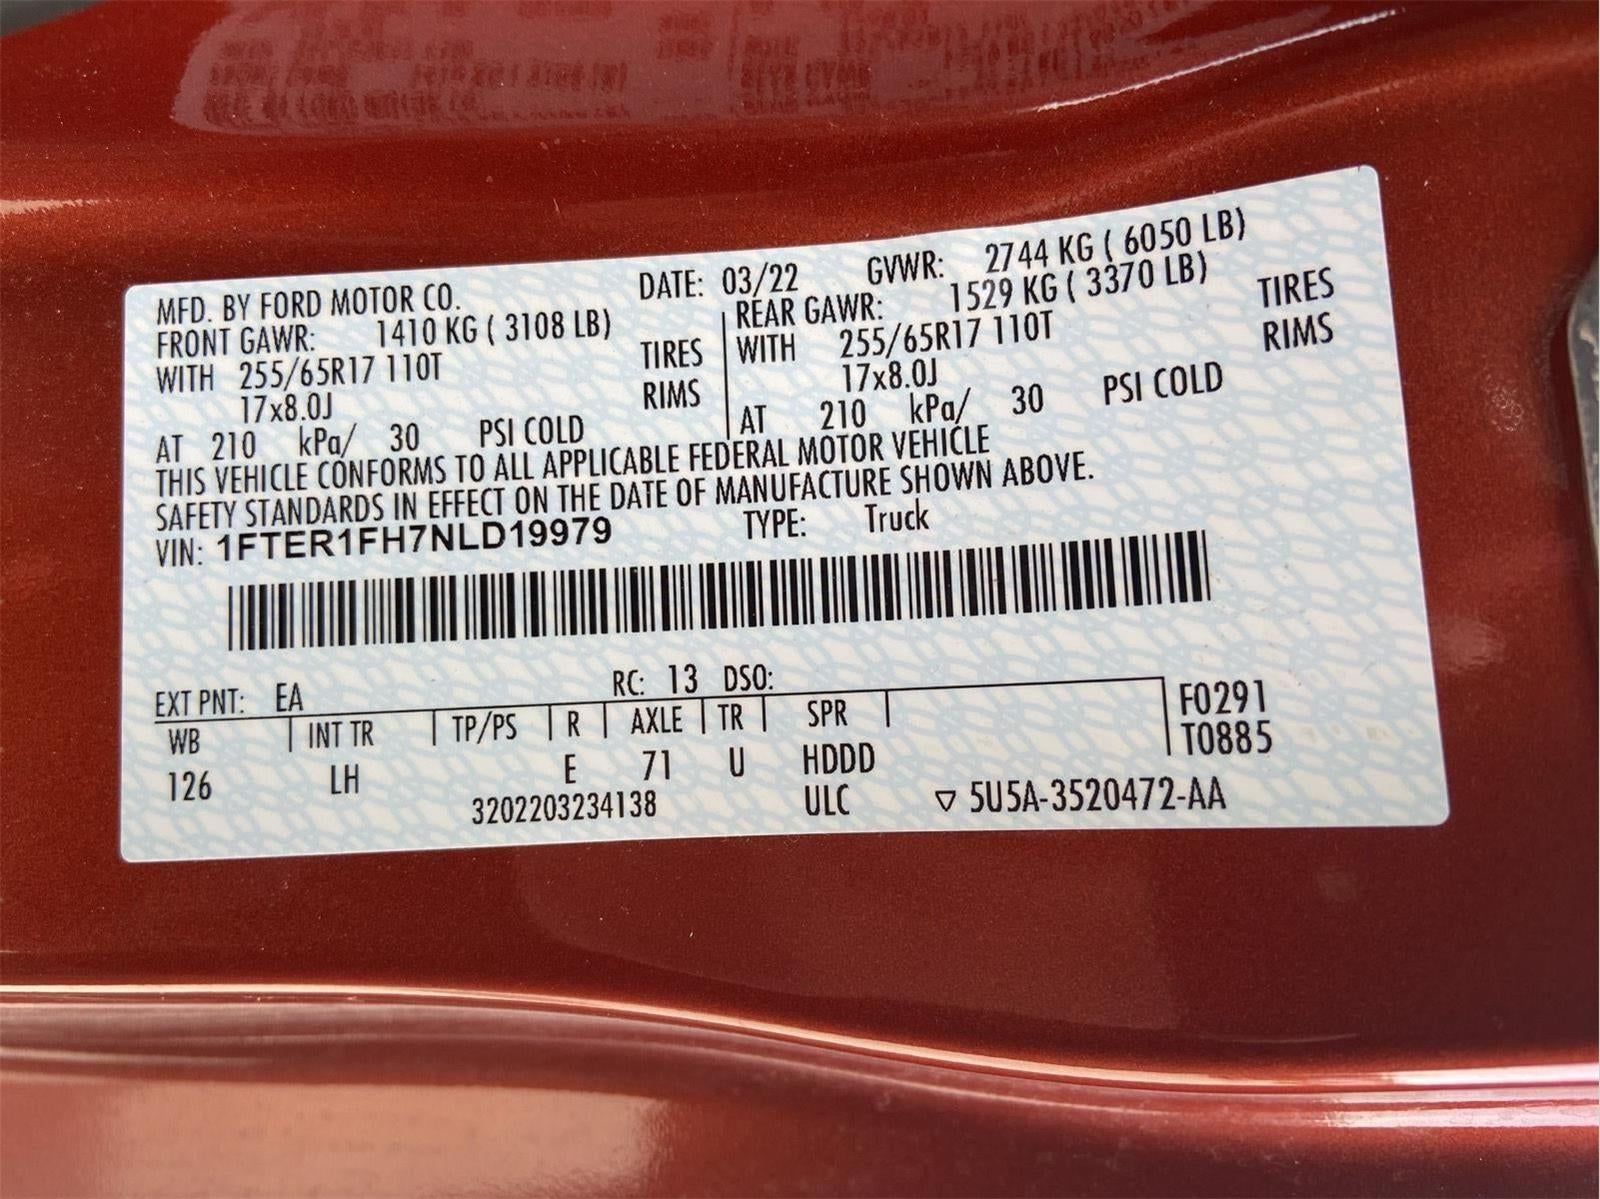 MFD. BY FORD MOTOR CO. DATE: 03/22 GVWR: 2744 KG ( 6050 LB)
FRONT GAWR: 1410 KG ( 3108 LB) REAR GAWR: 1529 KG ( 3370 LB)
WITH 255/65R17 110T TIRES WITH 255/65R17 110T TIRES
17x8.0J RIMS 17x8.0J RIMS
AT 210 kPa/ 30 PSI COLD AT 210 kPa/ 30 PSI COLD
THIS VEHICLE CONFORMS TO ALL APPLICABLE FEDERAL MOTOR VEHICLE
SAFETY STANDARDS IN EFFECT ON THE DATE OF MANUFACTURE SHOWN ABOVE.
VIN: 1FTER1FH7NLD19979 TYPE: Truck
EXT PNT: EA RC: 13 DSO:
WB INT TR TP/PS R AXLE TR SPR F0291
126 LH E 71 U HDDD T0885
3202203234138 ULC ▽ 5U5A-3520472-AA